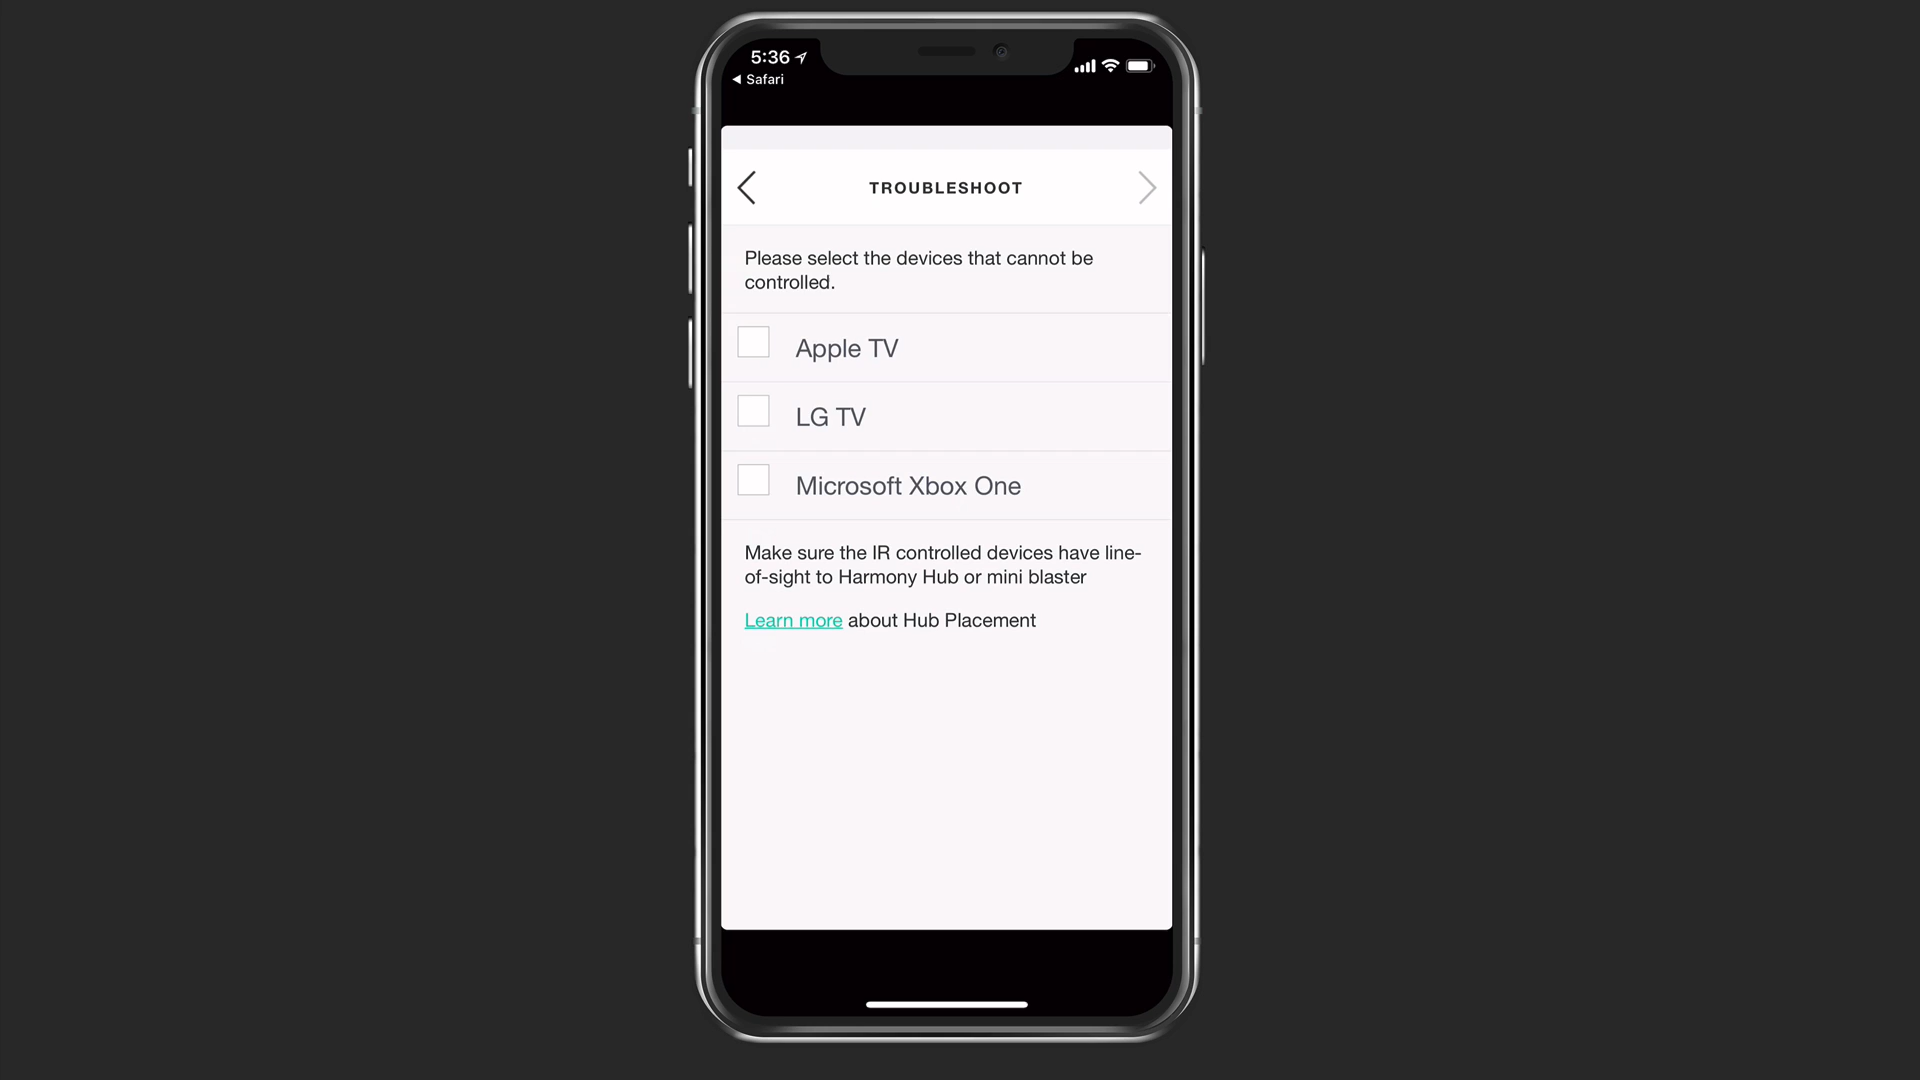 5:36
Safari
TROUBLESHOOT
Please select the devices that cannot be
controlled.
Apple TV
LG TV
Microsoft Xbox One
Make sure the IR controlled devices have line-
of-sight to Harmony Hub or mini blaster
Learn more about Hub Placement